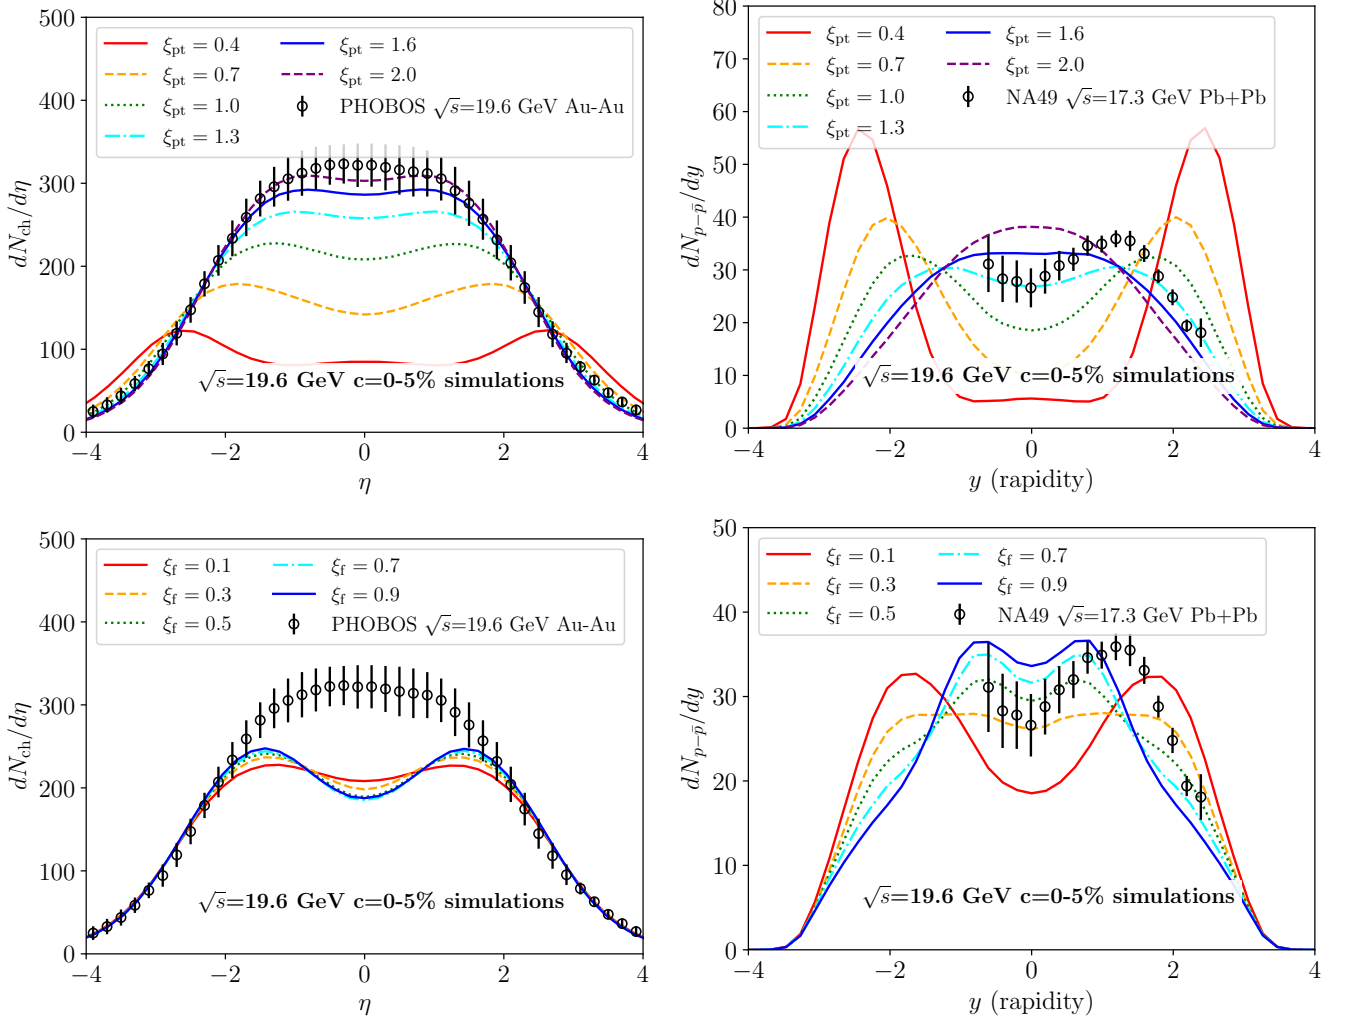 500
400
300
200
100
0
dN_ch/dη
ξ_pt = 0.4
ξ_pt = 0.7
ξ_pt = 1.0
ξ_pt = 1.3
ξ_pt = 1.6
ξ_pt = 2.0
PHOBOS √s=19.6 GeV Au-Au
√s=19.6 GeV c=0-5% simulations
−4 −2 0 2 4
η
80
70
60
50
40
30
20
10
0
dN_{p−p̄}/dy
ξ_pt = 0.4
ξ_pt = 0.7
ξ_pt = 1.0
ξ_pt = 1.3
ξ_pt = 1.6
ξ_pt = 2.0
NA49 √s=17.3 GeV Pb+Pb
√s=19.6 GeV c=0-5% simulations
−4 −2 0 2 4
y (rapidity)
500
400
300
200
100
0
dN_ch/dη
ξ_f = 0.1
ξ_f = 0.3
ξ_f = 0.5
ξ_f = 0.7
ξ_f = 0.9
PHOBOS √s=19.6 GeV Au-Au
√s=19.6 GeV c=0-5% simulations
−4 −2 0 2 4
η
50
40
30
20
10
0
dN_{p−p̄}/dy
ξ_f = 0.1
ξ_f = 0.3
ξ_f = 0.5
ξ_f = 0.7
ξ_f = 0.9
NA49 √s=17.3 GeV Pb+Pb
√s=19.6 GeV c=0-5% simulations
−4 −2 0 2 4
y (rapidity)